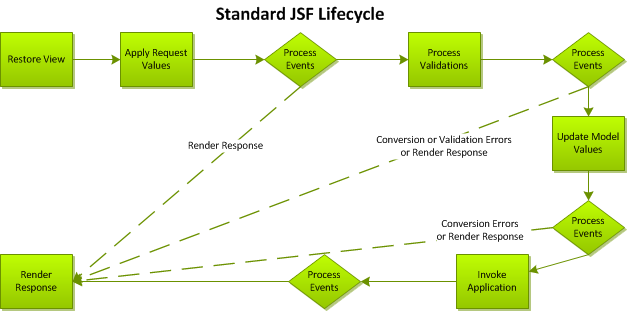 Standard JSF Lifecycle
Restore View
Apply Request
Values
Process
Events
Process
Validations
Process
Events
Render Response
Conversion or Validation Errors
or Render Response
Update Model
Values
Conversion Errors
or Render Response
Process
Events
Render
Response
Process
Events
Invoke
Application